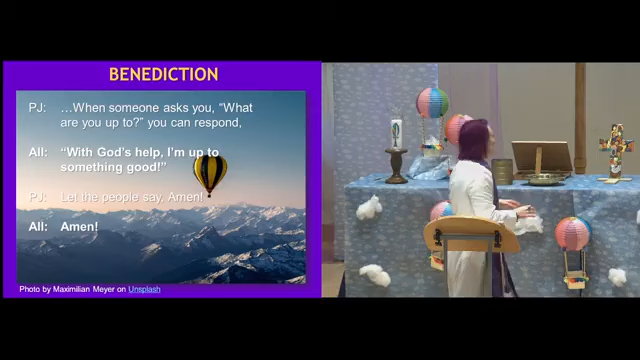 BENEDICTION
PJ: …When someone asks you, “What
are you up to?” you can respond,
All: “With God’s help, I’m up to
something good!”
PJ: Let the people say, Amen!
All: Amen!
Photo by Maximilian Meyer on Unsplash